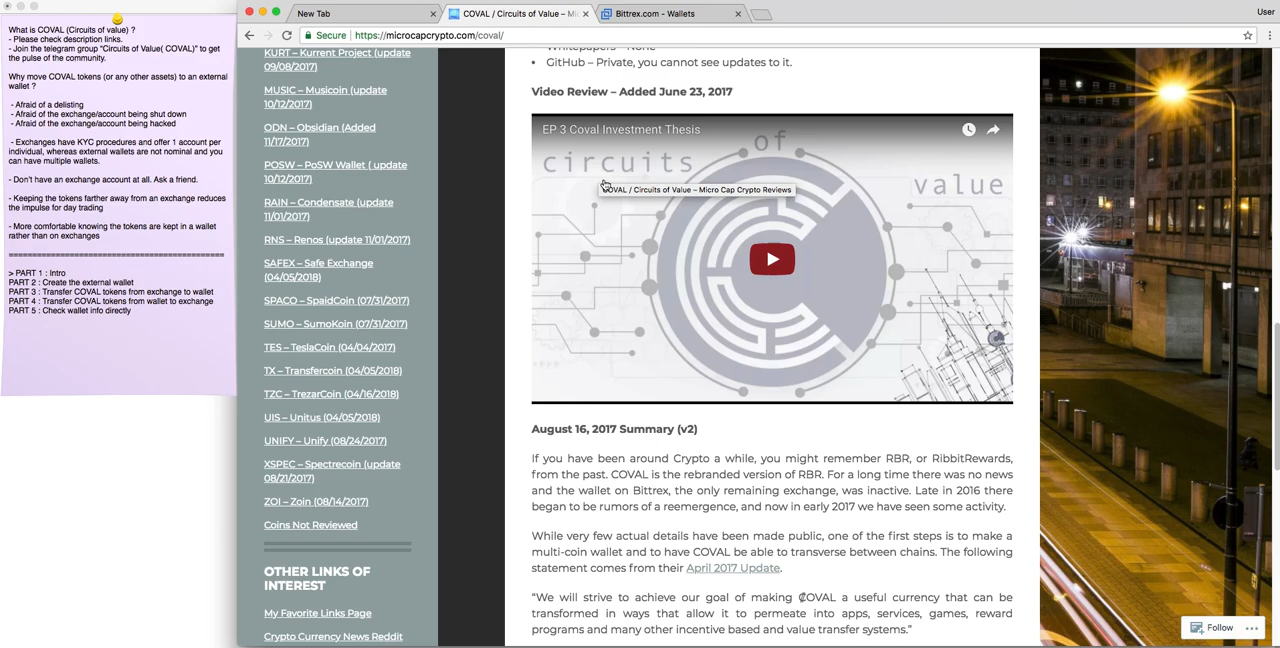 What is COVAL (Circuits of value) ?
- Please check description links.
- Join the telegram group "Circuits of Value( COVAL)" to get
the pulse of the community.
Why move COVAL tokens (or any other assets) to an external
wallet ?
- Afraid of a delisting
- Afraid of the exchange/account being shut down
- Afraid of the exchange/account being hacked
- Exchanges have KYC procedures and offer 1 account per
individual, whereas external wallets are not nominal and you
can have multiple wallets.
- Don't have an exchange account at all. Ask a friend.
- Keeping the tokens farther away from an exchange reduces
the impulse for day trading
- More comfortable knowing the tokens are kept in a wallet
rather than on exchanges
==================================================
> PART 1 : Intro
PART 2 : Create the external wallet
PART 3 : Transfer COVAL tokens from exchange to wallet
PART 4 : Transfer COVAL tokens from wallet to exchange
PART 5 : Check wallet info directly
New Tab
COVAL / Circuits of Value – Mic
Bittrex.com - Wallets
User
Secure
https://microcapcrypto.com/coval/
KURT – Kurrent Project (update
09/08/2017)
MUSIC – Musicoin (update
10/12/2017)
ODN – Obsidian (Added
11/17/2017)
POSW – PoSW Wallet ( update
10/12/2017)
RAIN – Condensate (update
11/01/2017)
RNS – Renos (update 11/01/2017)
SAFEX – Safe Exchange
(04/05/2018)
SPACO – SpaidCoin (07/31/2017)
SUMO – SumoKoin (07/31/2017)
TES – TeslaCoin (04/04/2017)
TX – Transfercoin (04/05/2018)
TZC – TrezarCoin (04/16/2018)
UIS – Unitus (04/05/2018)
UNIFY – Unify (08/24/2017)
XSPEC – Spectrecoin (update
08/21/2017)
ZOI – Zoin (08/14/2017)
Coins Not Reviewed
OTHER LINKS OF
INTEREST
My Favorite Links Page
Crypto Currency News Reddit
Whitepapers – None
• GitHub – Private, you cannot see updates to it.
Video Review – Added June 23, 2017
EP 3 Coval Investment Thesis
circuits
of
value
COVAL / Circuits of Value – Micro Cap Crypto Reviews
August 16, 2017 Summary (v2)
If you have been around Crypto a while, you might remember RBR, or RibbitRewards,
from the past. COVAL is the rebranded version of RBR. For a long time there was no news
and the wallet on Bittrex, the only remaining exchange, was inactive. Late in 2016 there
began to be rumors of a reemergence, and now in early 2017 we have seen some activity.
While very few actual details have been made public, one of the first steps is to make a
multi-coin wallet and to have COVAL be able to transverse between chains. The following
statement comes from their April 2017 Update.
"We will strive to achieve our goal of making ₡OVAL a useful currency that can be
transformed in ways that allow it to permeate into apps, services, games, reward
programs and many other incentive based and value transfer systems."
Follow